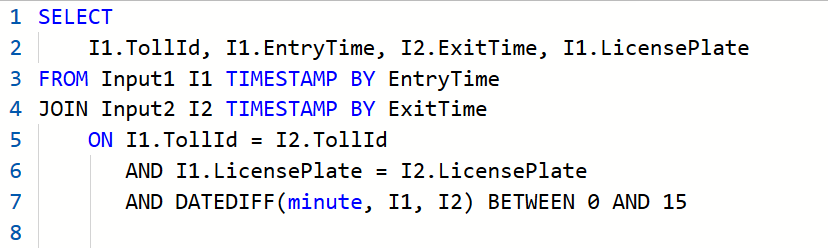 1 SELECT
2 I1.TollId, I1.EntryTime, I2.ExitTime, I1.LicensePlate
3 FROM Input1 I1 TIMESTAMP BY EntryTime
4 JOIN Input2 I2 TIMESTAMP BY ExitTime
5 ON I1.TollId = I2.TollId
6 AND I1.LicensePlate = I2.LicensePlate
7 AND DATEDIFF(minute, I1, I2) BETWEEN 0 AND 15
8